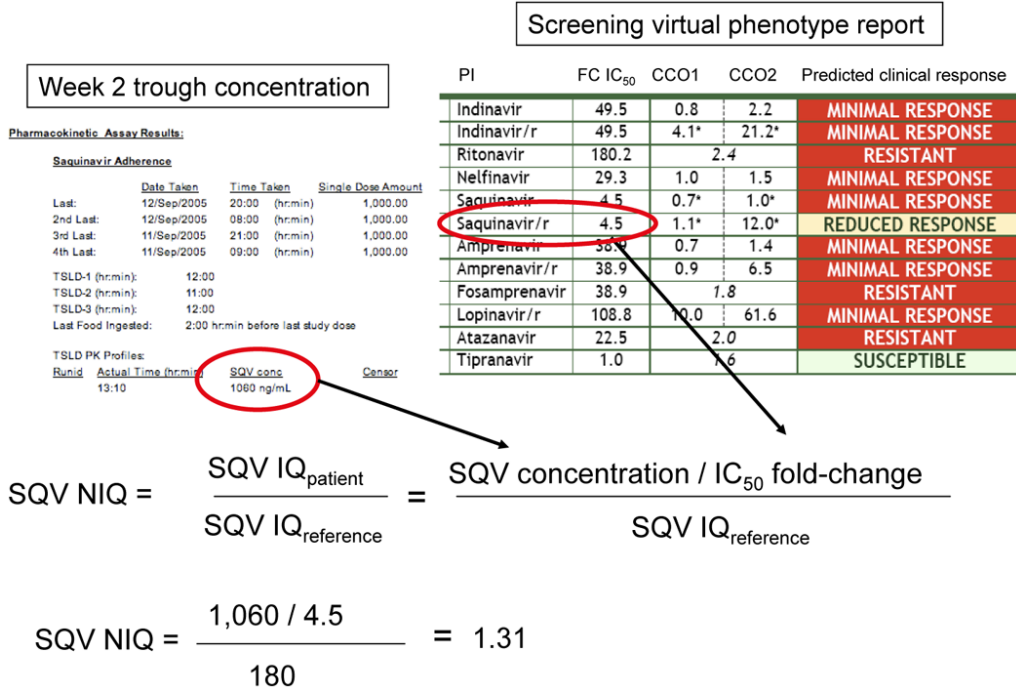 Screening virtual phenotype report
Week 2 trough concentration
Pharmacokinetic Assay Results:
Saquinavir Adherence
Date Taken Time Taken Single Dose Amount
Last: 12/Sep/2005 20:00 (hr:min) 1,000.00
2nd Last: 12/Sep/2005 08:00 (hr:min) 1,000.00
3rd Last: 11/Sep/2005 21:00 (hr:min) 1,000.00
4th Last: 11/Sep/2005 09:00 (hr:min) 1,000.00
TSLD-1 (hr:min): 12:00
TSLD-2 (hr:min): 11:00
TSLD-3 (hr:min): 12:00
Last Food Ingested: 2:00 hr:min before last study dose
TSLD PK Profiles:
Runid Actual Time (hr:min) SQV conc Censor
13:10 1060 ng/mL
PI FC IC50 CCO1 CCO2 Predicted clinical response
Indinavir 49.5 0.8 2.2 MINIMAL RESPONSE
Indinavir/r 49.5 4.1* 21.2* MINIMAL RESPONSE
Ritonavir 180.2 2.4 RESISTANT
Nelfinavir 29.3 1.0 1.5 MINIMAL RESPONSE
Saquinavir 4.5 0.7* 1.0* MINIMAL RESPONSE
Saquinavir/r 4.5 1.1* 12.0* REDUCED RESPONSE
Amprenavir 38.9 0.7 1.4 MINIMAL RESPONSE
Amprenavir/r 38.9 0.9 6.5 MINIMAL RESPONSE
Fosamprenavir 38.9 1.8 RESISTANT
Lopinavir/r 108.8 10.0 61.6 MINIMAL RESPONSE
Atazanavir 22.5 2.0 RESISTANT
Tipranavir 1.0 1.6 SUSCEPTIBLE
SQV NIQ = SQV IQpatient / SQV IQreference = SQV concentration / IC50 fold-change / SQV IQreference
SQV NIQ = 1,060 / 4.5 / 180 = 1.31